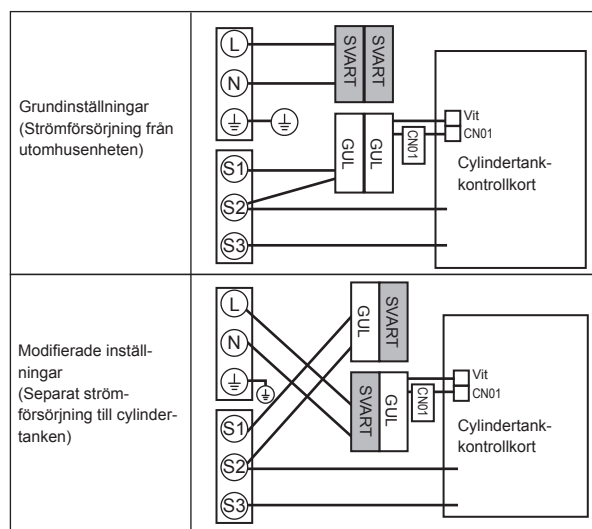 Grundinställningar
(Strömförsörjning från
utomhusenheten)
L
N
S1
S2
S3
SVART
SVART
GUL
GUL
CN01
Vit
CN01
Cylindertank-
kontrollkort
Modifierade inställ-
ningar
(Separat ström-
försörjning till cylinder-
tanken)
L
N
S1
S2
S3
GUL
SVART
SVART
GUL
CN01
Vit
CN01
Cylindertank-
kontrollkort